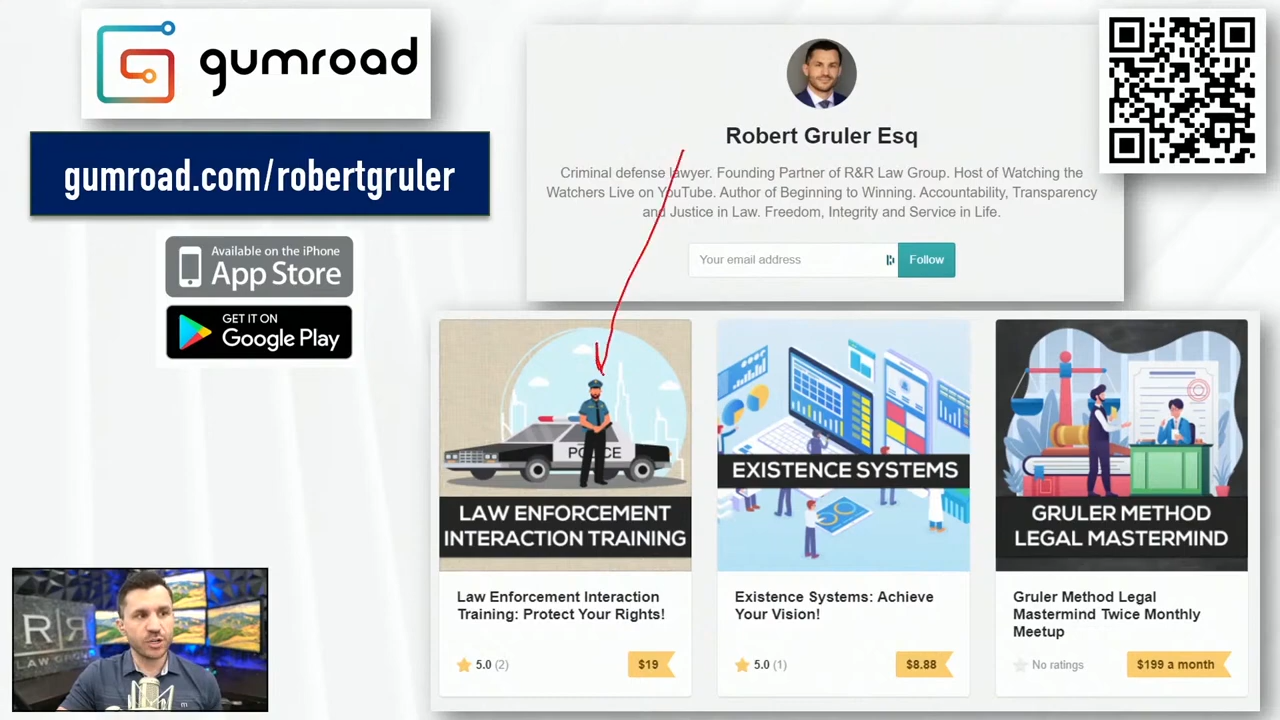 gumroad
gumroad.com/robertgruler
Available on the iPhone
App Store
GET IT ON
Google Play
Robert Gruler Esq
Criminal defense lawyer. Founding Partner of R&R Law Group. Host of Watching the
Watchers Live on YouTube. Author of Beginning to Winning. Accountability, Transparency
and Justice in Law. Freedom, Integrity and Service in Life.
Your email address
Follow
POLICE
LAW ENFORCEMENT
INTERACTION TRAINING
Law Enforcement Interaction
Training: Protect Your Rights!
5.0 (2)
$19
EXISTENCE SYSTEMS
Existence Systems: Achieve
Your Vision!
5.0 (1)
$8.88
GRULER METHOD
LEGAL MASTERMIND
Gruler Method Legal
Mastermind Twice Monthly
Meetup
No ratings
$199 a month
R R
LAW GROUP